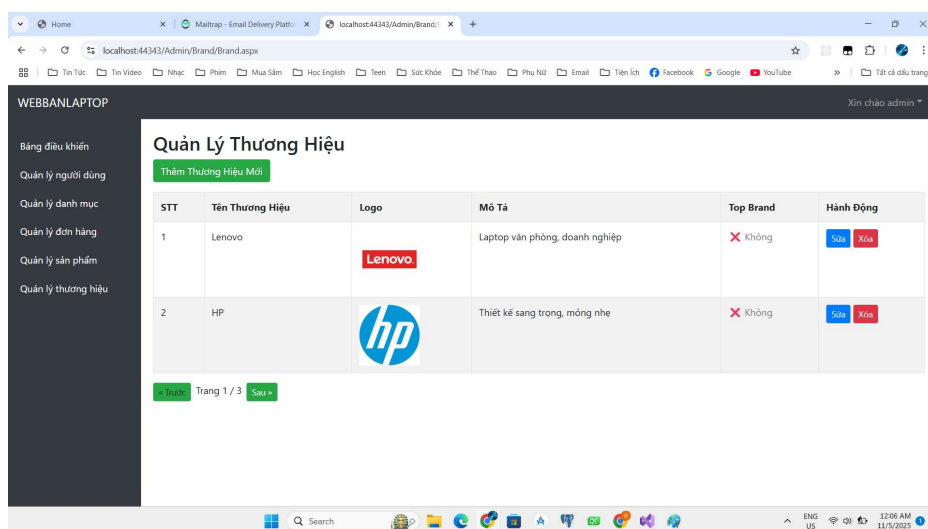 Home
Mailtrap - Email Delivery Platfo
localhost:44343/Admin/Brand/
localhost:44343/Admin/Brand/Brand.aspx
Tin Tức Tin Video Nhạc Phim Mua Sắm Học English Teen Sức Khỏe Thể Thao Phụ Nữ Email Tiện Ích Facebook Google YouTube » Tất cả dấu trang
WEBBANLAPTOP Xin chào admin
Bảng điều khiển
Quản lý người dùng
Quản lý danh mục
Quản lý đơn hàng
Quản lý sản phẩm
Quản lý thương hiệu
Quản Lý Thương Hiệu
Thêm Thương Hiệu Mới
STT Tên Thương Hiệu Logo Mô Tả Top Brand Hành Động
1 Lenovo Lenovo. Laptop văn phòng, doanh nghiệp Không Sửa Xóa
2 HP hp Thiết kế sang trọng, mỏng nhẹ Không Sửa Xóa
« Trước Trang 1 / 3 Sau »
Search
ENG
US
12:06 AM
11/5/2025